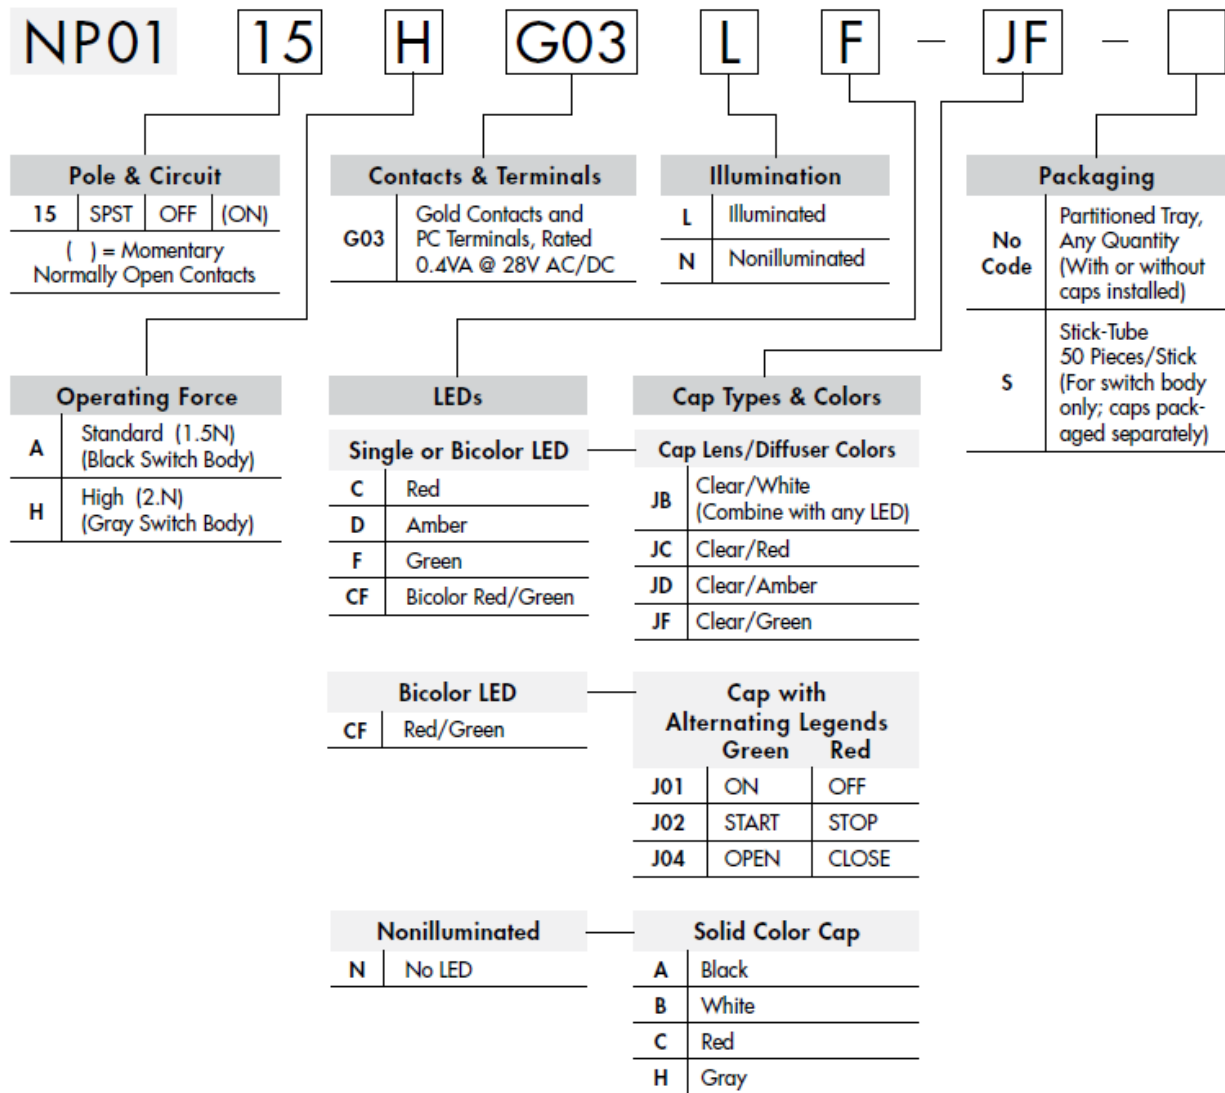 NP01 15 H G03 L F – JF –
Pole & Circuit
15 SPST OFF (ON)
( ) = Momentary
Normally Open Contacts
Contacts & Terminals
G03
Gold Contacts and
PC Terminals, Rated
0.4VA @ 28V AC/DC
Illumination
L Illuminated
N Nonilluminated
Packaging
No
Code
Partitioned Tray,
Any Quantity
(With or without
caps installed)
S
Stick-Tube
50 Pieces/Stick
(For switch body
only; caps pack-
aged separately)
Operating Force
A
Standard (1.5N)
(Black Switch Body)
H
High (2.N)
(Gray Switch Body)
LEDs
Single or Bicolor LED
C Red
D Amber
F Green
CF Bicolor Red/Green
Cap Types & Colors
Cap Lens/Diffuser Colors
JB
Clear/White
(Combine with any LED)
JC Clear/Red
JD Clear/Amber
JF Clear/Green
Bicolor LED
CF Red/Green
Cap with
Alternating Legends
Green Red
J01 ON OFF
J02 START STOP
J04 OPEN CLOSE
Nonilluminated
N No LED
Solid Color Cap
A Black
B White
C Red
H Gray